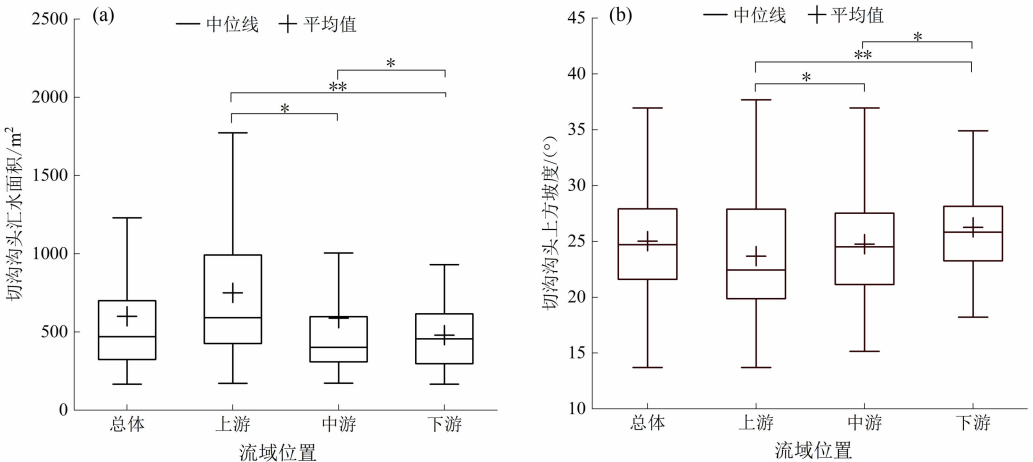 (a)
中位线 平均值
2500
2000
1500
1000
500
0
切沟沟头汇水面积/m²
*
**
*
总体 上游 中游 下游
流域位置
(b)
中位线 平均值
45
40
35
30
25
20
15
10
切沟沟头上方坡度/(°)
*
**
*
总体 上游 中游 下游
流域位置